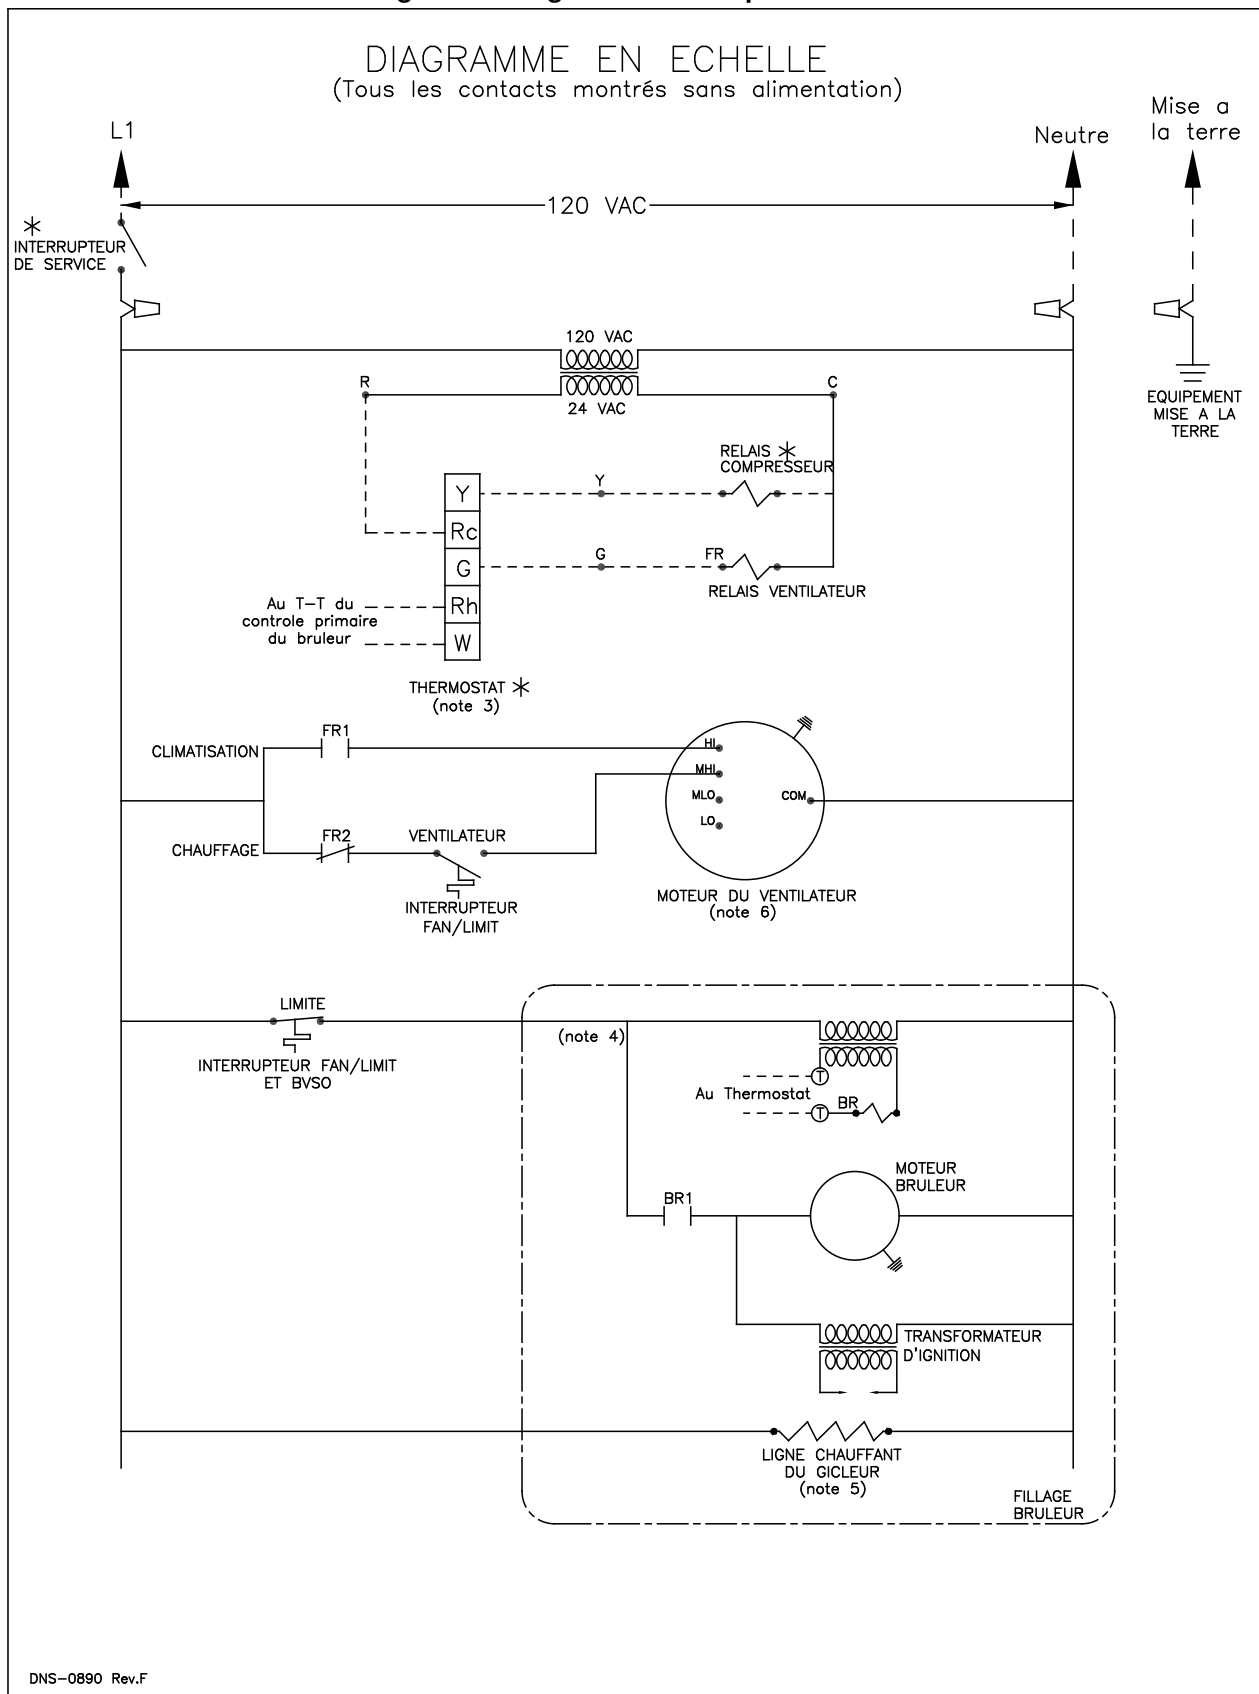 DIAGRAMME EN ECHELLE
(Tous les contacts montrés sans alimentation)
L1
Neutre
Mise a
la terre
120 VAC
*
INTERRUPTEUR
DE SERVICE
120 VAC
24 VAC
R
C
EQUIPEMENT
MISE A LA
TERRE
RELAIS *
COMPRESSEUR
Y
Y
Rc
G
G
FR
RELAIS VENTILATEUR
Rh
W
Au T-T du
controle primaire
du bruleur
THERMOSTAT *
(note 3)
CLIMATISATION
FR1
HI
MHI
MLO
LO
COM
CHAUFFAGE
FR2
VENTILATEUR
INTERRUPTEUR
FAN/LIMIT
MOTEUR DU VENTILATEUR
(note 6)
LIMITE
INTERRUPTEUR FAN/LIMIT
ET BVSO
(note 4)
T
Au Thermostat
T
BR
MOTEUR
BRULEUR
BR1
TRANSFORMATEUR
D'IGNITION
LIGNE CHAUFFANT
DU GICLEUR
(note 5)
FILLAGE
BRULEUR
DNS-0890 Rev.F